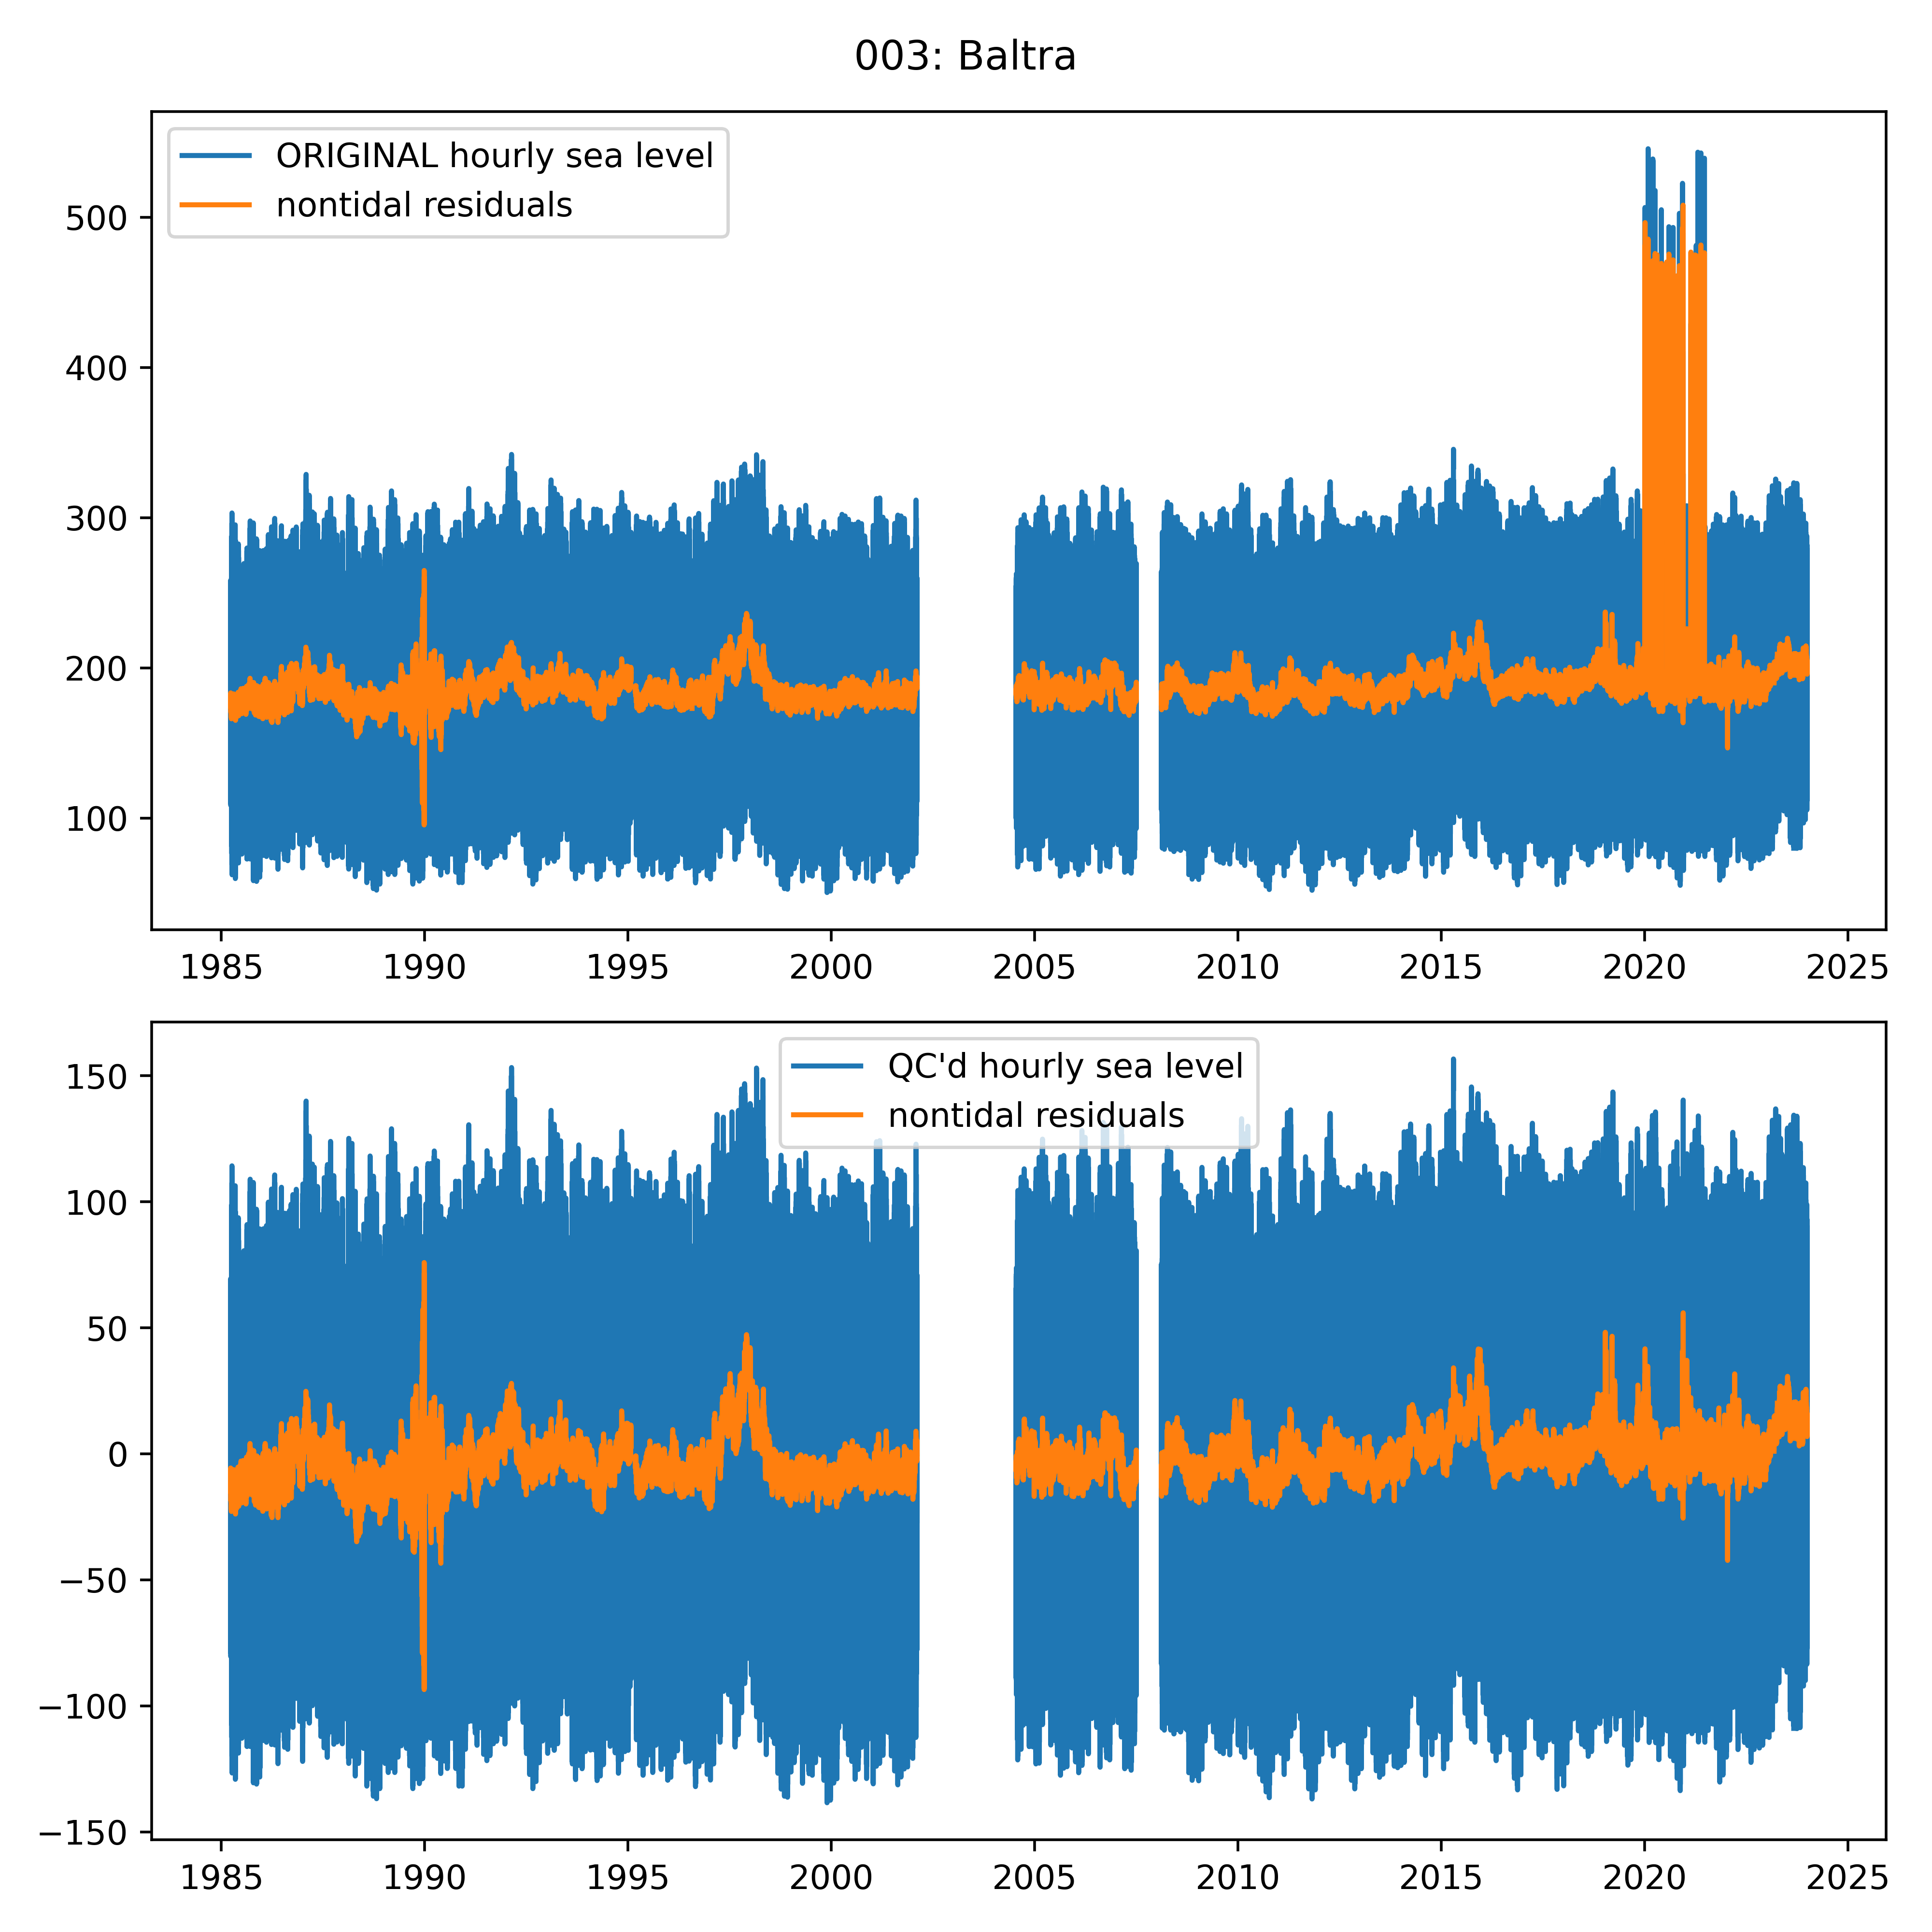 003: Baltra
ORIGINAL hourly sea level
nontidal residuals
500
400
300
200
100
1985 1990 1995 2000 2005 2010 2015 2020 2025
QC'd hourly sea level
nontidal residuals
150
100
50
0
−50
−100
−150
1985 1990 1995 2000 2005 2010 2015 2020 2025